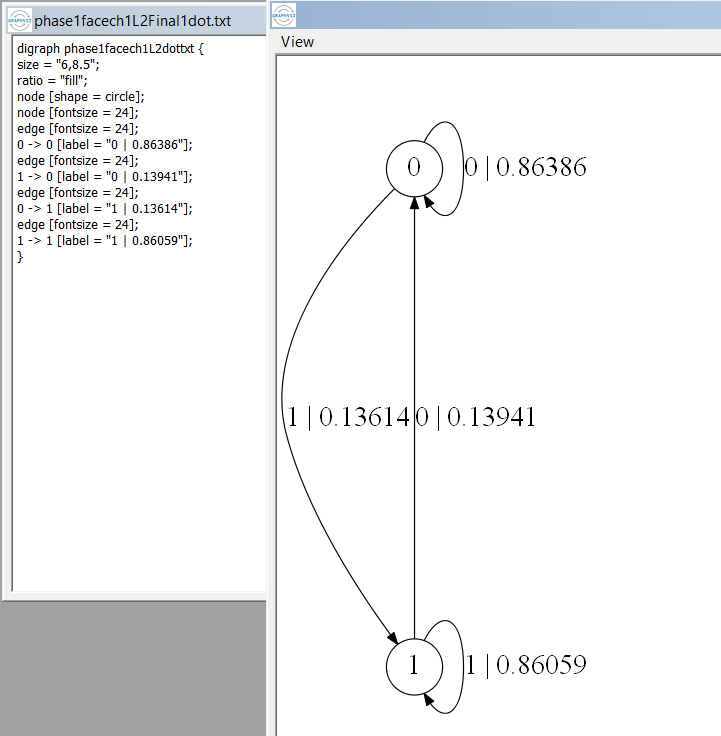 phase1facech1L2Final1dot.txt
digraph phase1facech1L2dottxt {
size = "6,8.5";
ratio = "fill";
node [shape = circle];
node [fontsize = 24];
edge [fontsize = 24];
0 -> 0 [label = "0 | 0.86386"];
edge [fontsize = 24];
1 -> 0 [label = "0 | 0.13941"];
edge [fontsize = 24];
0 -> 1 [label = "1 | 0.13614"];
edge [fontsize = 24];
1 -> 1 [label = "1 | 0.86059"];
}
View
0
0 | 0.86386
1 | 0.13614
0 | 0.13941
1
1 | 0.86059